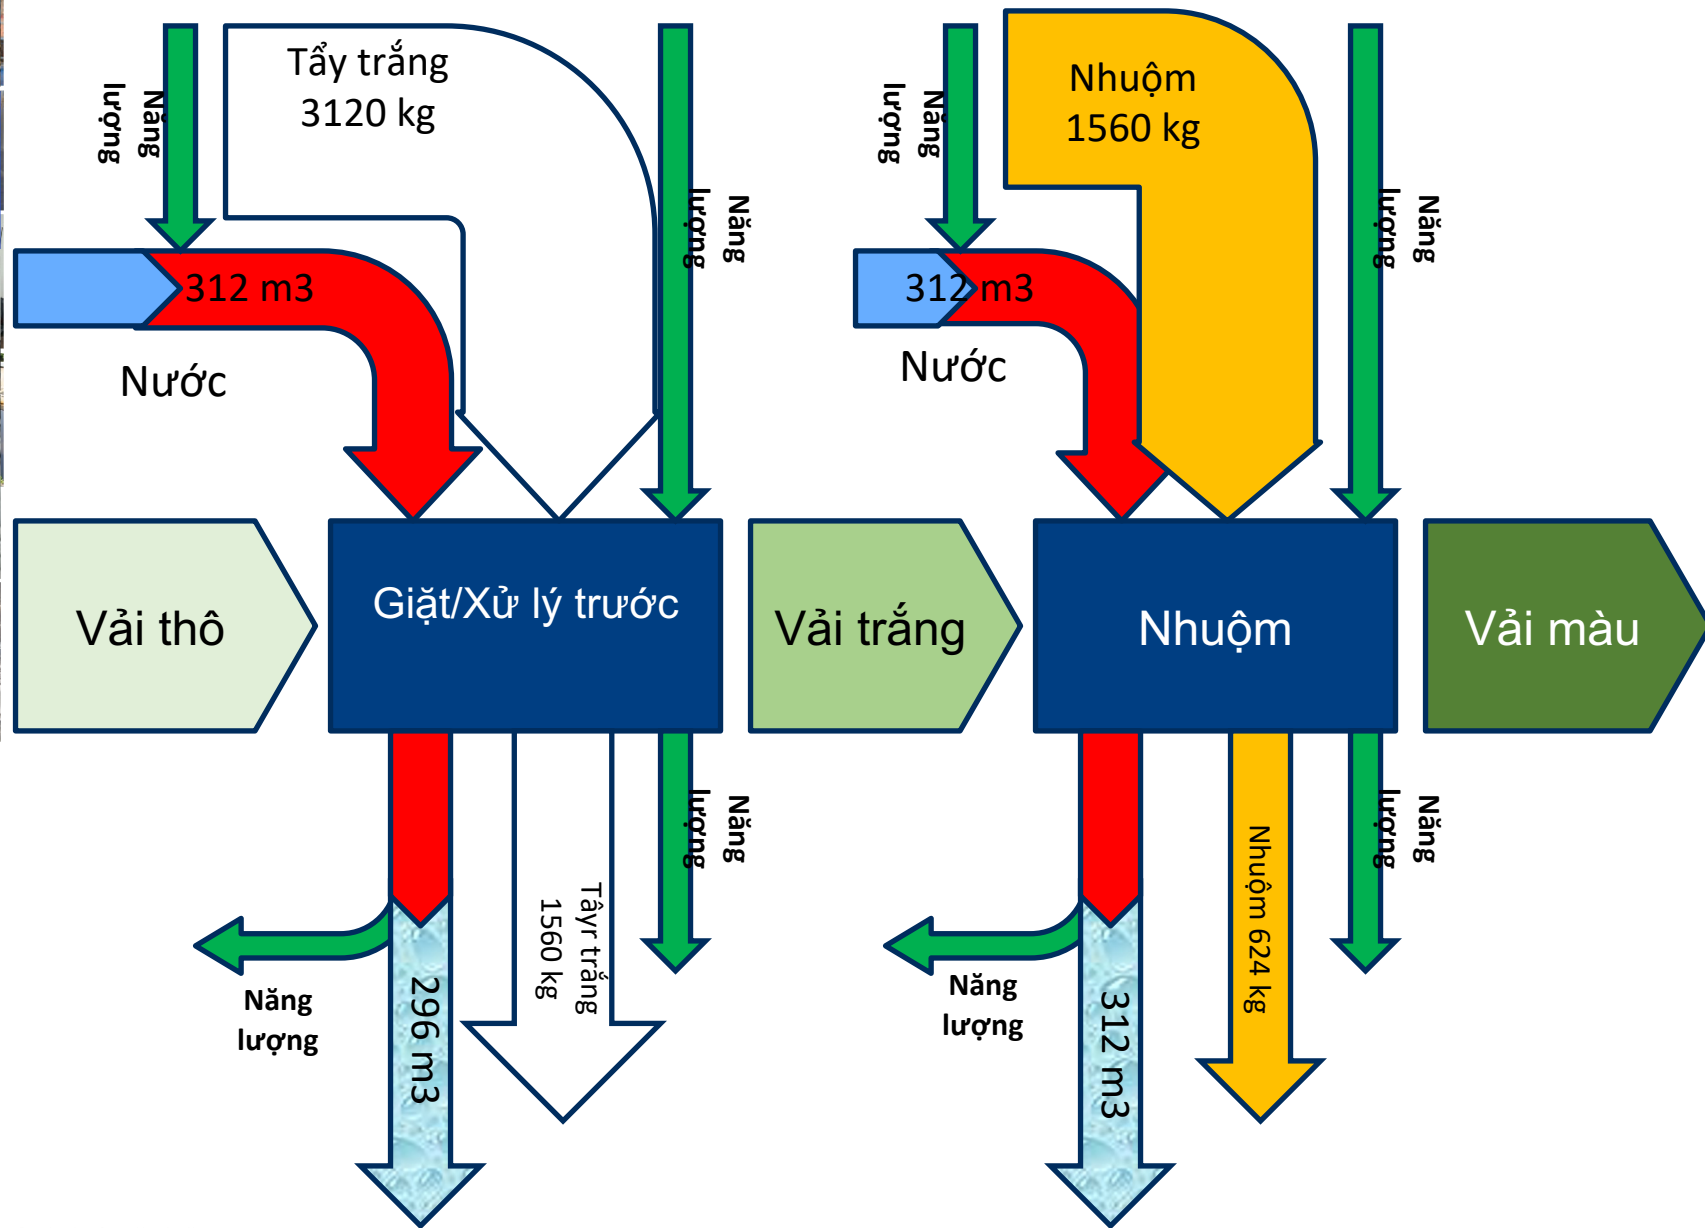 Tẩy trắng
3120 kg
Nhuộm
1560 kg
Năng
lượng
Năng
lượng
Năng
lượng
Năng
lượng
312 m3
312 m3
Nước
Nước
Vải thô
Giặt/Xử lý trước
Vải trắng
Nhuộm
Vải màu
Năng
lượng
Năng
lượng
Tâyr trắng
1560 kg
Nhuộm 624 kg
296 m3
312 m3
Năng
lượng
Năng
lượng